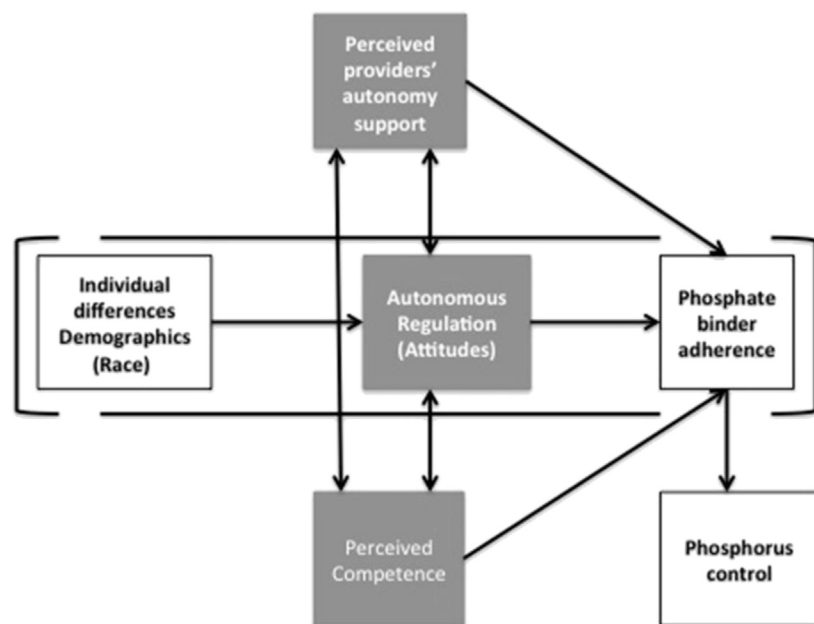 Perceived
providers'
autonomy
support
Individual
differences
Demographics
(Race)
Autonomous
Regulation
(Attitudes)
Phosphate
binder
adherence
Perceived
Competence
Phosphorus
control